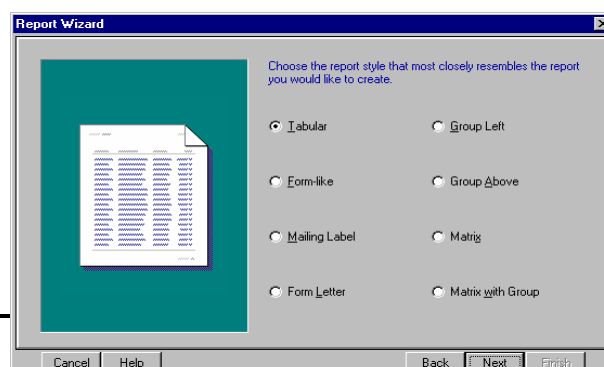 Report Wizard
Choose the report style that most closely resembles the report
you would like to create.
Tabular Group Left
Form-like Group Above
Mailing Label Matrix
Form Letter Matrix with Group
Cancel Help Back Next Finish